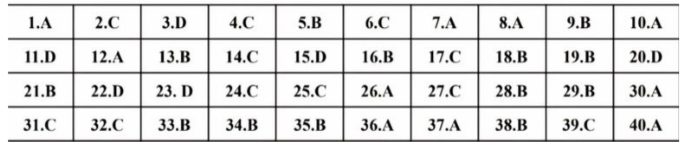 1.A 2.C 3.D 4.C 5.B 6.C 7.A 8.A 9.B 10.A
11.D 12.A 13.B 14.C 15.D 16.B 17.C 18.B 19.B 20.D
21.B 22.D 23. D 24.C 25.C 26.A 27.C 28.B 29.B 30.A
31.C 32.C 33.B 34.B 35.B 36.A 37.A 38.B 39.C 40.A